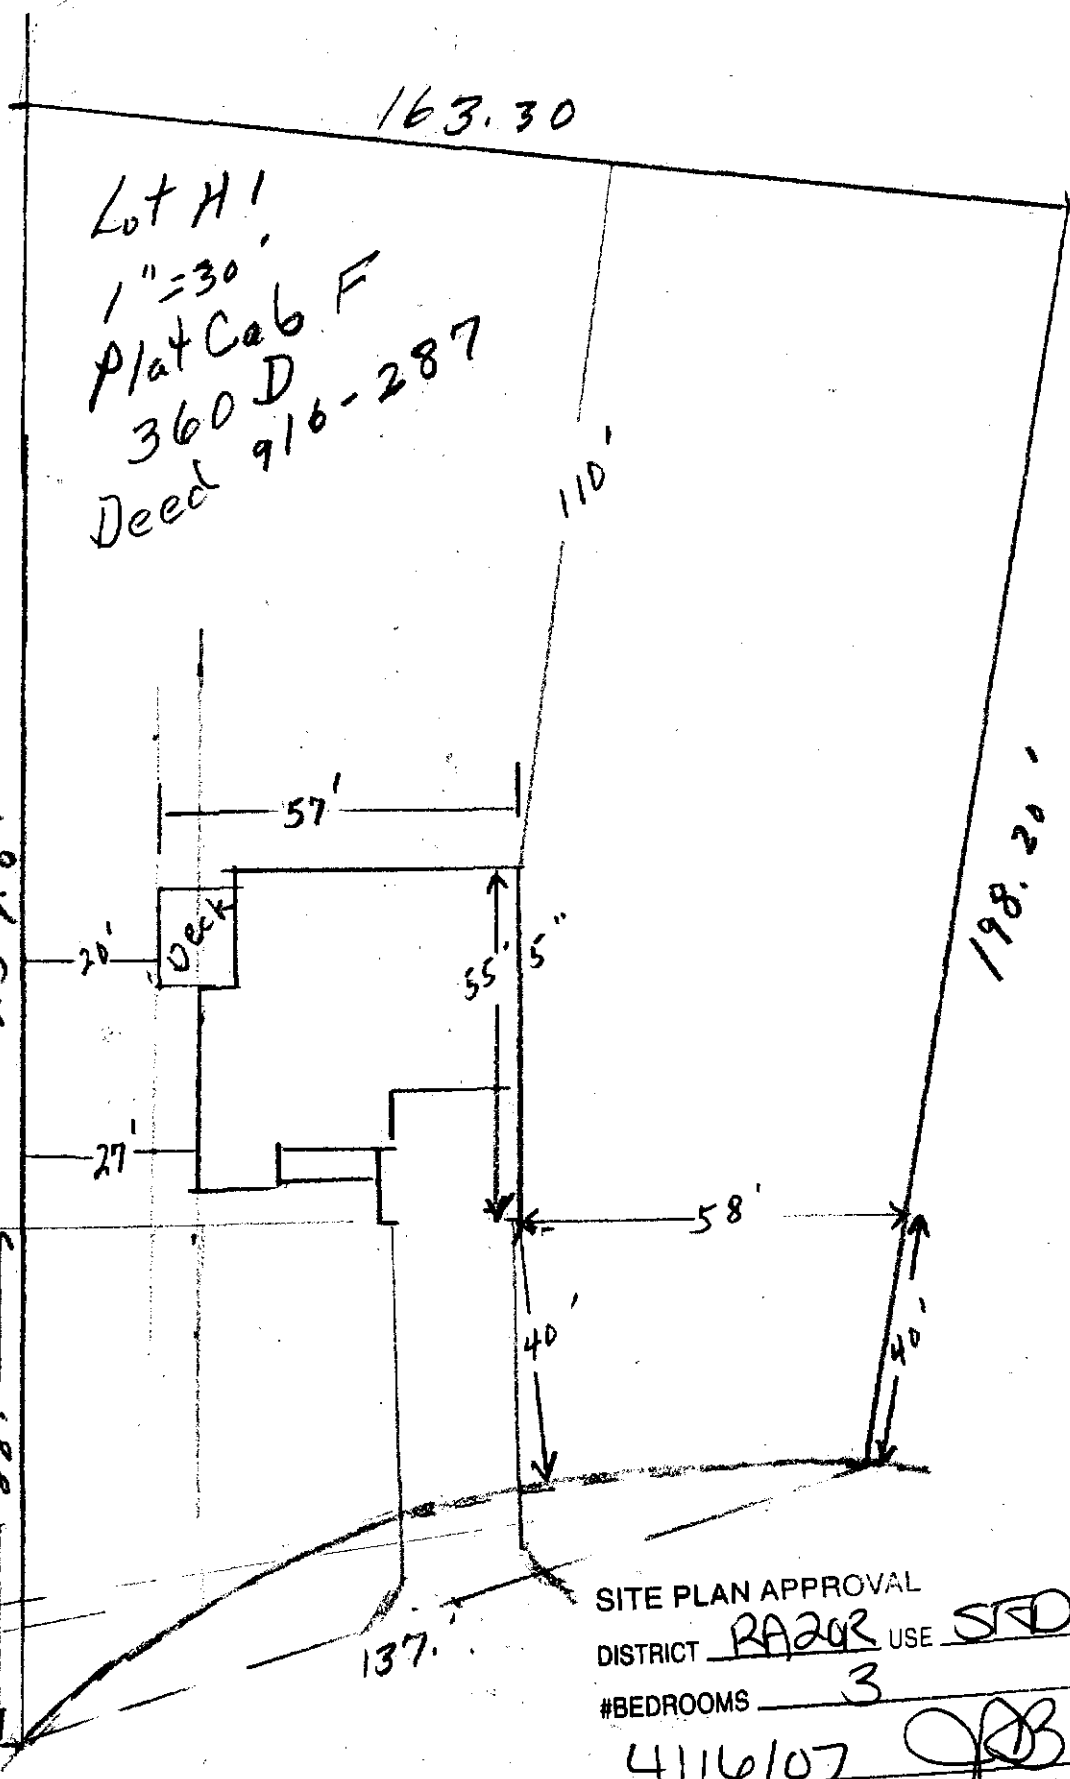 163.30
Lot H1
1"=30'
Plat Cab F
360 D
Deed 916-287
110'
57'
Deck
20'
55' 5"
198.20'
27'
58'
40'
40'
137.'
SITE PLAN APPROVAL
DISTRICT RA20R USE SFD
#BEDROOMS 3
4/16/07